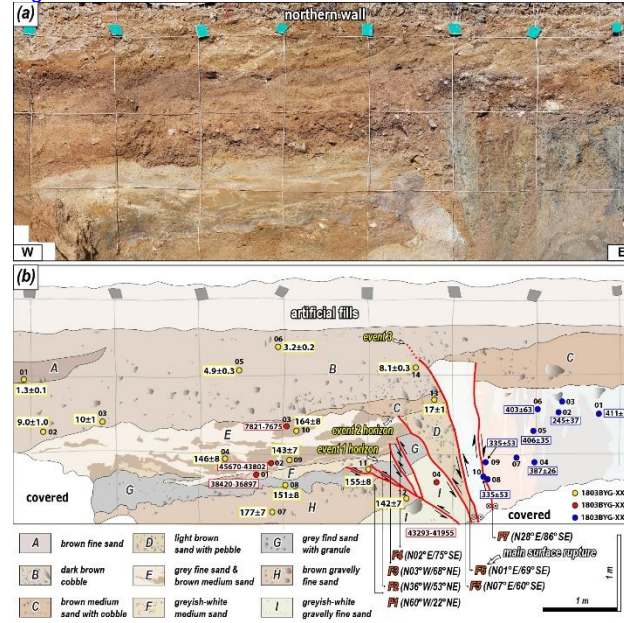 (a)
northern wall
W
E
(b)
artificial fills
event 3
06
3.2±0.2
A
01
05
4.9±0.3
B
8.1±0.3
14
C
1.3±0.1
13
17±1
9.0±1.0
02
10±1
03
7821-7675
03
164±8
10
event 2 horizon
C
D
06
03
01
403±63
02
245±37
411±
E
143±7
event 1 horizon
G
05
406±35
146±8
04
45670-43802
02
09
11
335±53
01
F
155±8
04
09
07
04
387±26
covered
G
38420-36897
08
151±8
I
10
08
12
142±7
335±53
H
177±7
07
I
43293-41955
covered
1803BYG-XX
1803BYG-XX
1803BYG-XX
F7 (N28°E/86°SE)
main surface rupture
F4 (N02°E/75°SE)
F6 (N01°E/69°SE)
F3 (N03°W/68°NE)
F5 (N07°E/60°SE)
F2 (N36°W/53°NE)
F1 (N60°W/22°NE)
A brown fine sand
D light brown sand with pebble
G grey find sand with granule
B dark brown cobble
E grey fine sand & brown medium sand
H brown gravelly fine sand
C brown medium sand with cobble
F greyish-white medium sand
I greyish-white gravelly fine sand
1 m
1 m